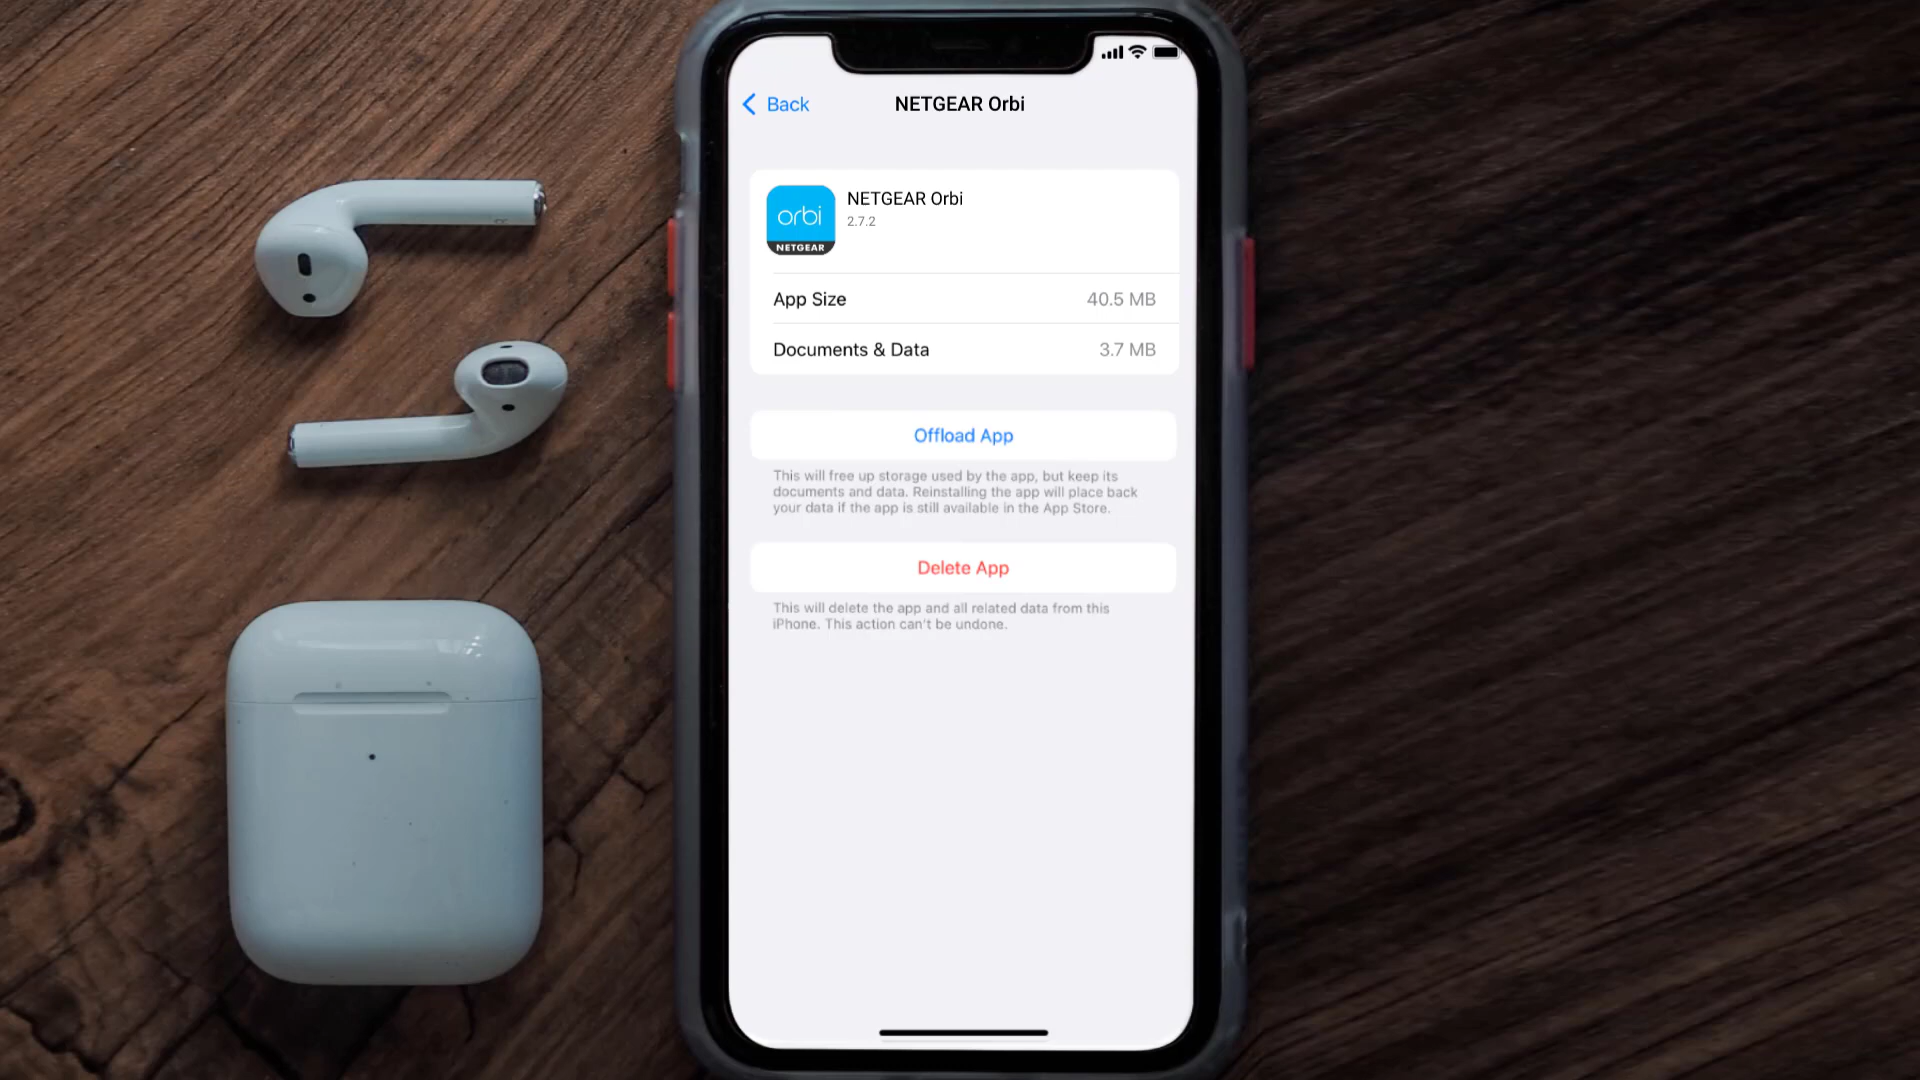 Back
NETGEAR Orbi
orbi
NETGEAR
NETGEAR Orbi
2.7.2
App Size
40.5 MB
Documents & Data
3.7 MB
Offload App
This will free up storage used by the app, but keep its
documents and data. Reinstalling the app will place back
your data if the app is still available in the App Store.
Delete App
This will delete the app and all related data from this
iPhone. This action can't be undone.